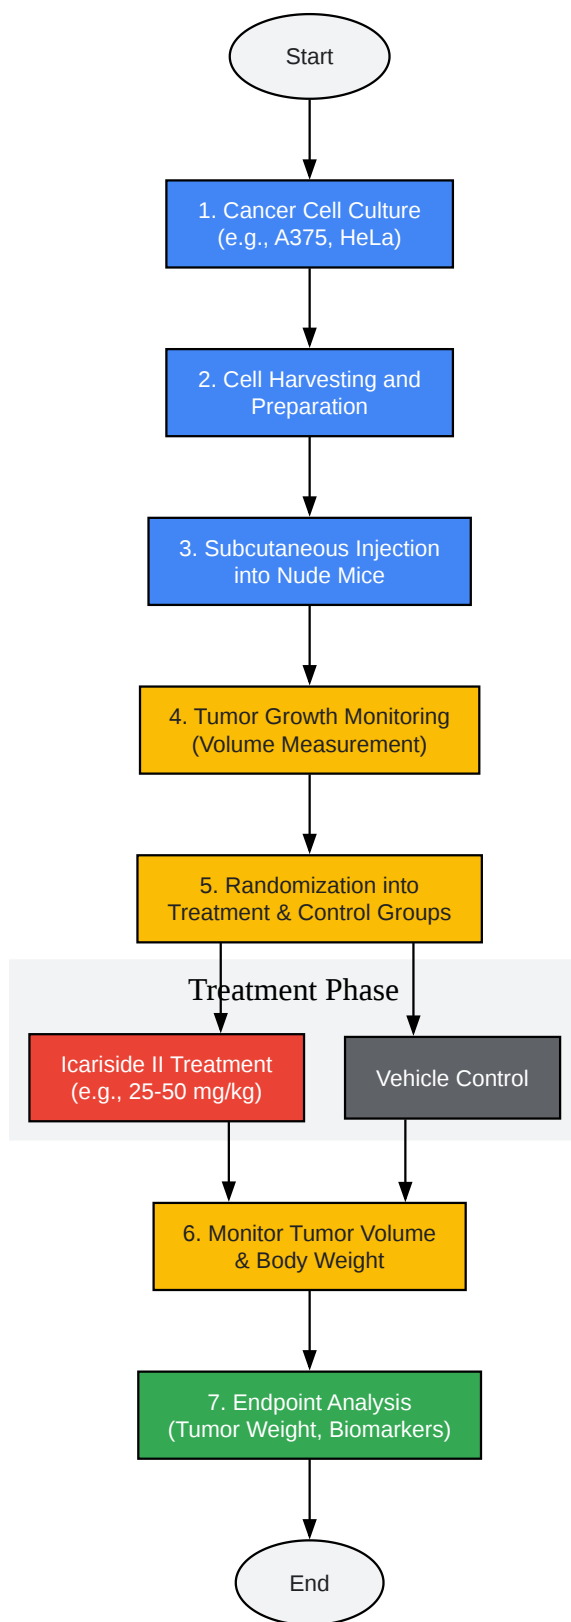 Start
1. Cancer Cell Culture
(e.g., A375, HeLa)
2. Cell Harvesting and
Preparation
3. Subcutaneous Injection
into Nude Mice
4. Tumor Growth Monitoring
(Volume Measurement)
5. Randomization into
Treatment & Control Groups
Treatment Phase
Icariside II Treatment
(e.g., 25-50 mg/kg)
Vehicle Control
6. Monitor Tumor Volume
& Body Weight
7. Endpoint Analysis
(Tumor Weight, Biomarkers)
End